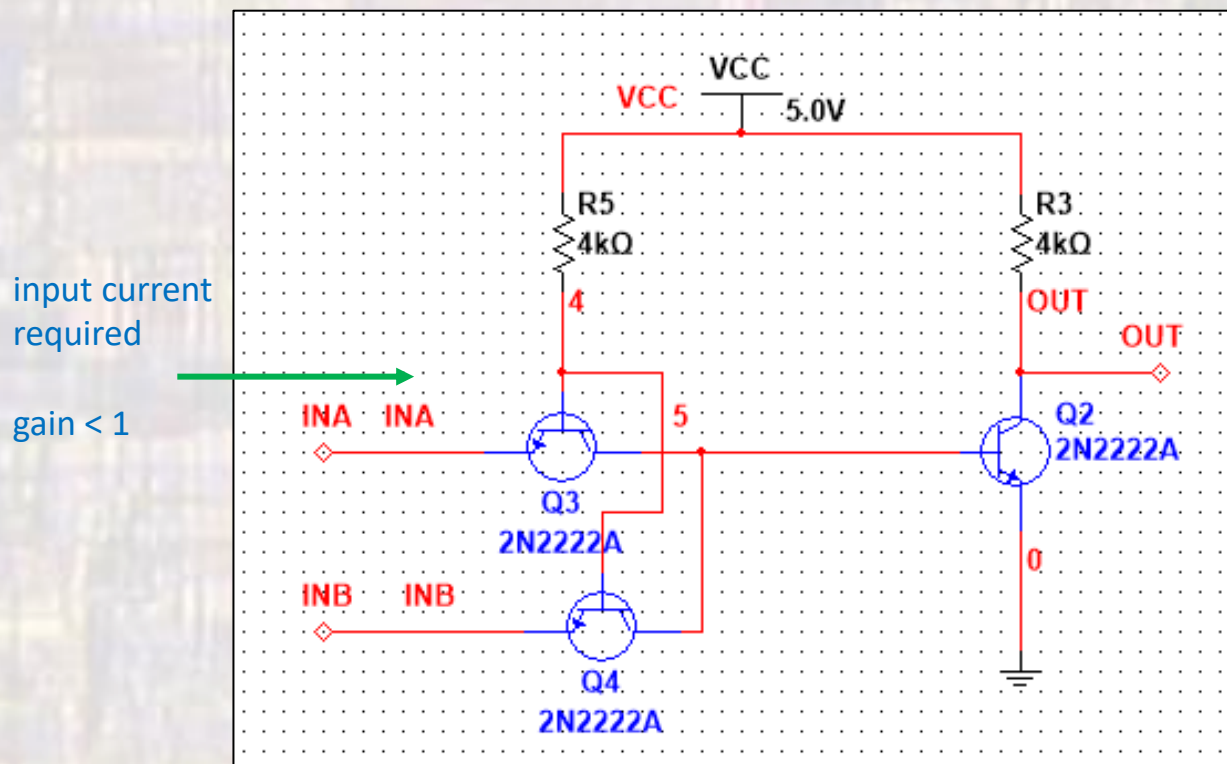 VCC
VCC
5.0V
R5
4kΩ
R3
4kΩ
input current
required
4
OUT
OUT
gain < 1
INA INA
5
Q2
2N2222A
Q3
2N2222A
0
INB INB
Q4
2N2222A